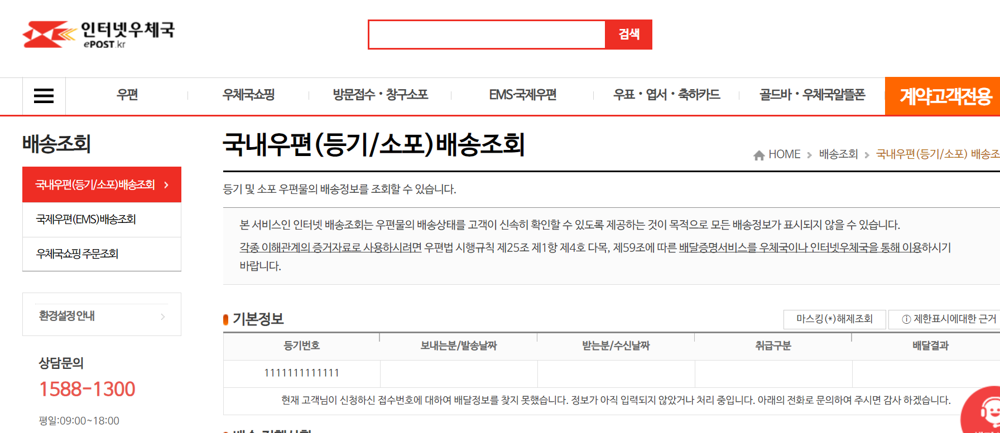 인터넷우체국
ePOST.kr
검색
우편
우체국쇼핑
방문접수・창구소포
EMS·국제우편
우표・엽서・축하카드
골드바・우체국알뜰폰
계약고객전용
배송조회
국내우편(등기/소포)배송조회
국제우편(EMS)배송조회
우체국쇼핑 주문조회
환경설정 안내
상담문의
1588-1300
평일:09:00~18:00
국내우편(등기/소포)배송조회
HOME > 배송조회 > 국내우편(등기/소포) 배송조
등기 및 소포 우편물의 배송정보를 조회할 수 있습니다.
본 서비스인 인터넷 배송조회는 우편물의 배송상태를 고객이 신속히 확인할 수 있도록 제공하는 것이 목적으로 모든 배송정보가 표시되지 않을 수 있습니다.
각종 이해관계의 증거자료로 사용하시려면 우편법 시행규칙 제25조 제1항 제4호 다목, 제59조에 따른 배달증명서비스를 우체국이나 인터넷우체국을 통해 이용하시기
바랍니다.
기본정보
마스킹(*)해제조회
ⓘ 제한표시에대한 근거
등기번호
보내는분/발송날짜
받는분/수신날짜
취급구분
배달결과
1111111111111
현재 고객님이 신청하신 접수번호에 대하여 배달정보를 찾지 못했습니다. 정보가 아직 입력되지 않았거나 처리 중입니다. 아래의 전화로 문의하여 주시면 감사 하겠습니다.